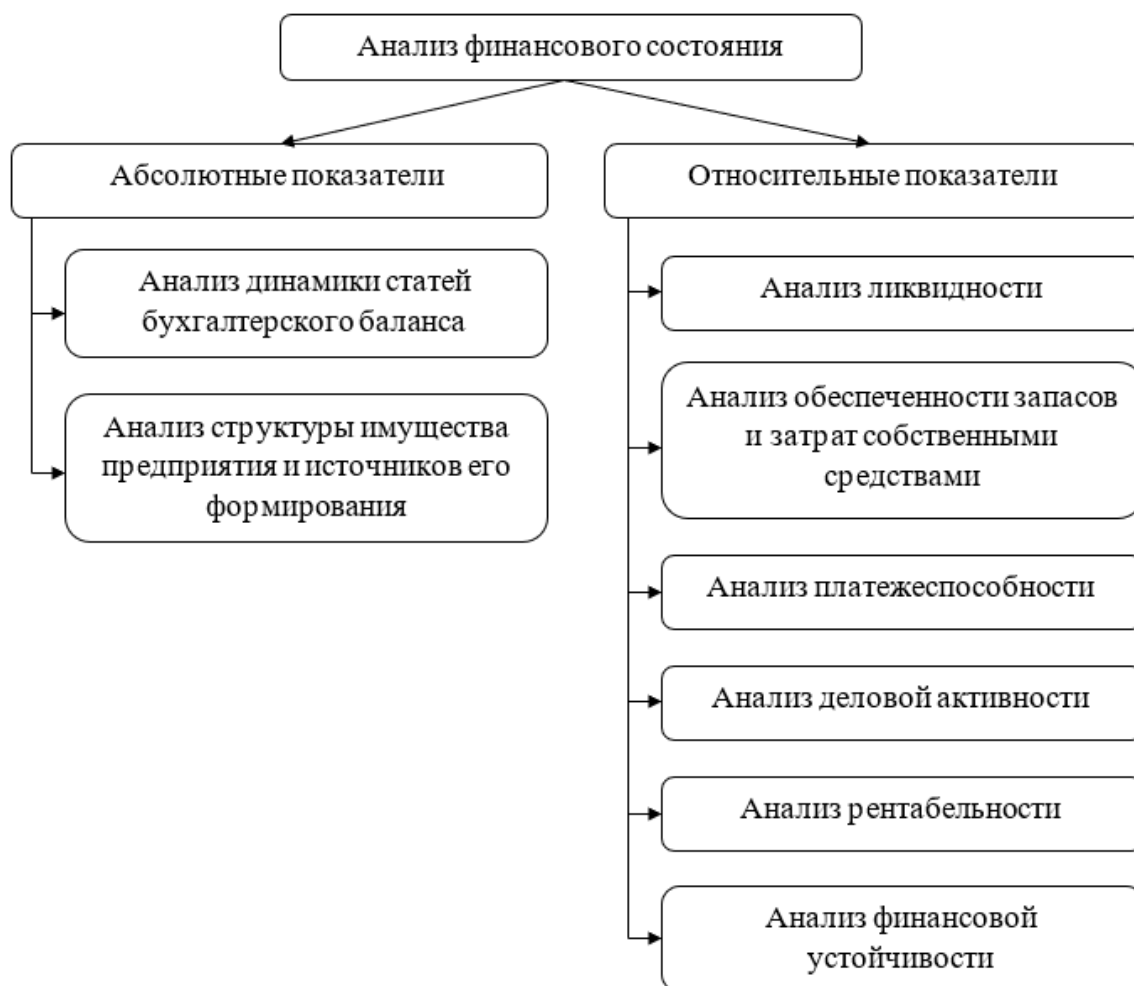 Анализ финансового состояния
Абсолютные показатели
Анализ динамики статей
бухгалтерского баланса
Анализ структуры имущества
предприятия и источников его
формирования
Относительные показатели
Анализ ликвидности
Анализ обеспеченности запасов
и затрат собственными
средствами
Анализ платежеспособности
Анализ деловой активности
Анализ рентабельности
Анализ финансовой
устойчивости